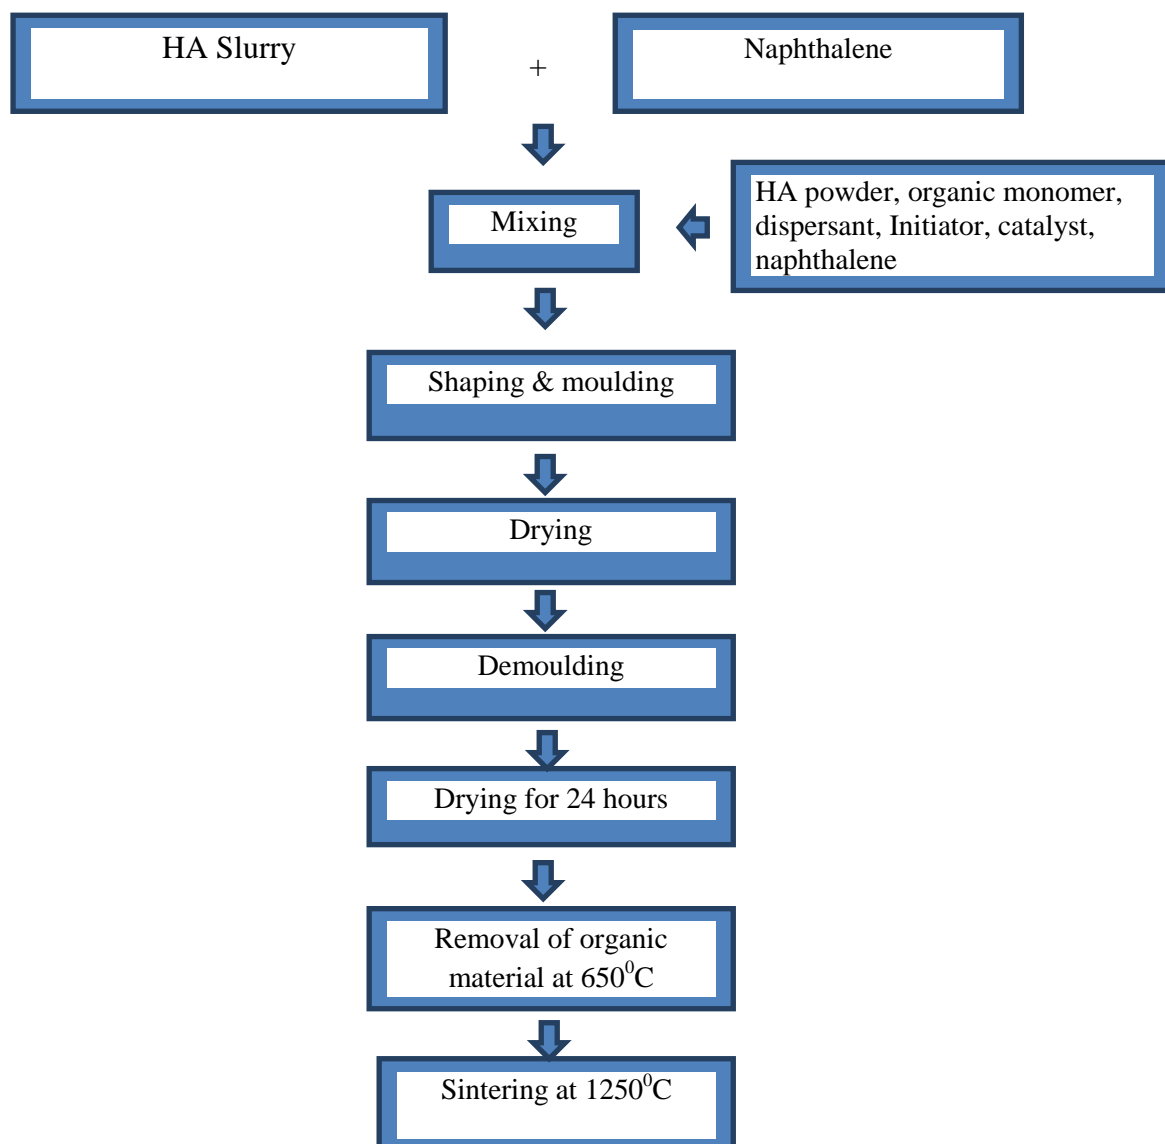 HA Slurry
+
Naphthalene
Mixing
HA powder, organic monomer,
dispersant, Initiator, catalyst,
naphthalene
Shaping & moulding
Drying
Demoulding
Drying for 24 hours
Removal of organic
material at 650⁰C
Sintering at 1250⁰C